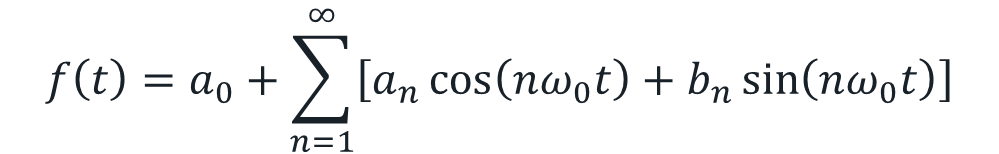 f(t) = a₀ + ∑_{n=1}^{∞} [aₙ cos(nω₀t) + bₙ sin(nω₀t)]